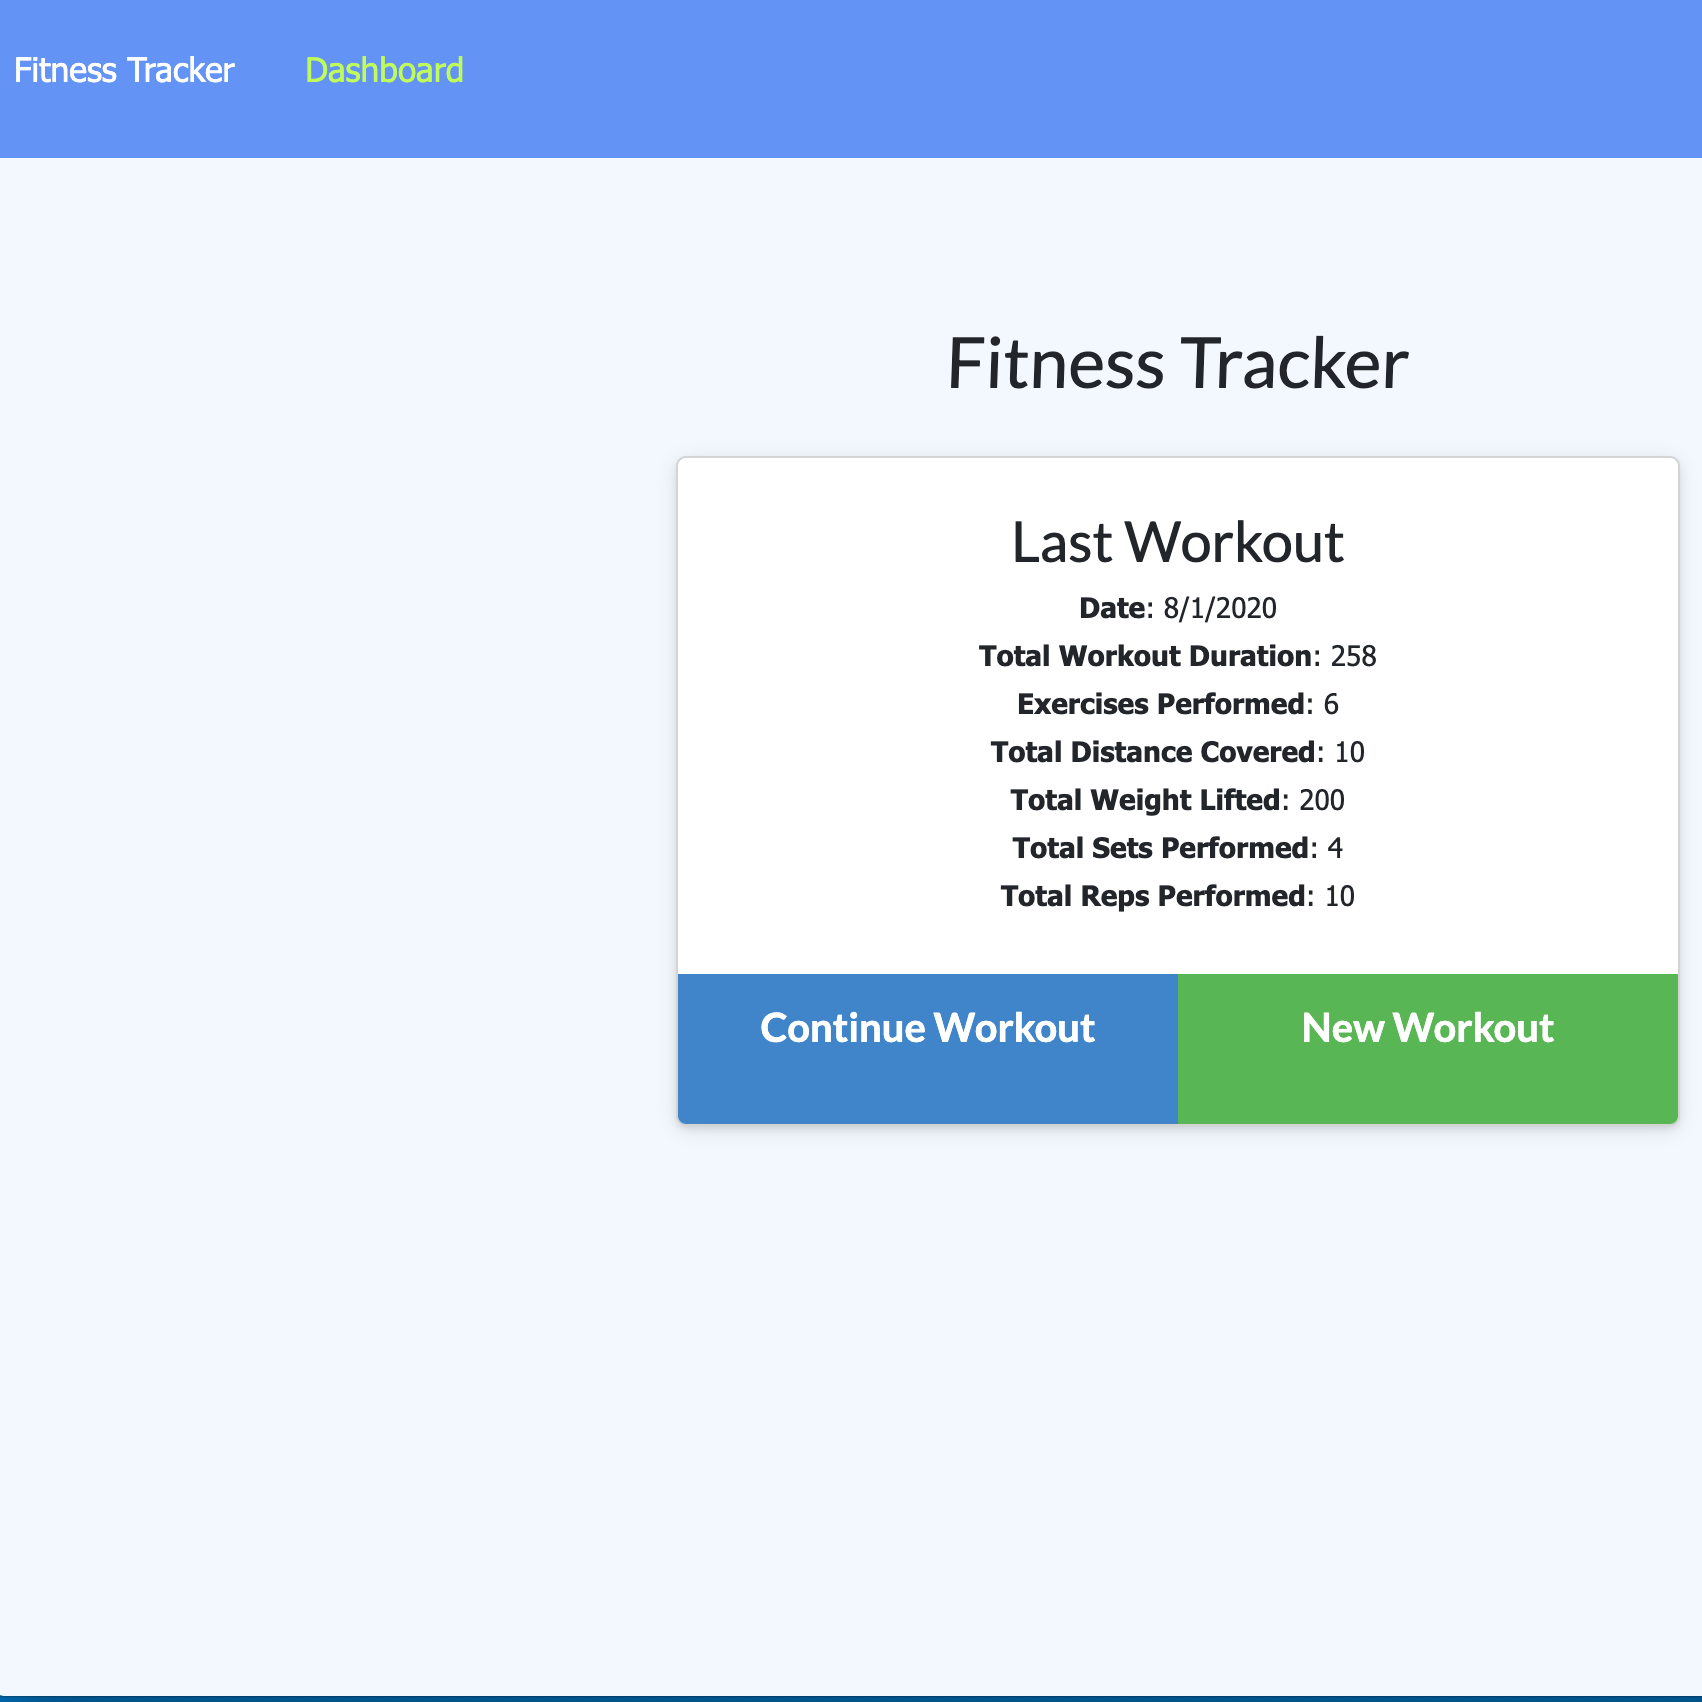 Fitness Tracker Dashboard
Fitness Tracker
Last Workout
Date: 8/1/2020
Total Workout Duration: 258
Exercises Performed: 6
Total Distance Covered: 10
Total Weight Lifted: 200
Total Sets Performed: 4
Total Reps Performed: 10
Continue Workout New Workout